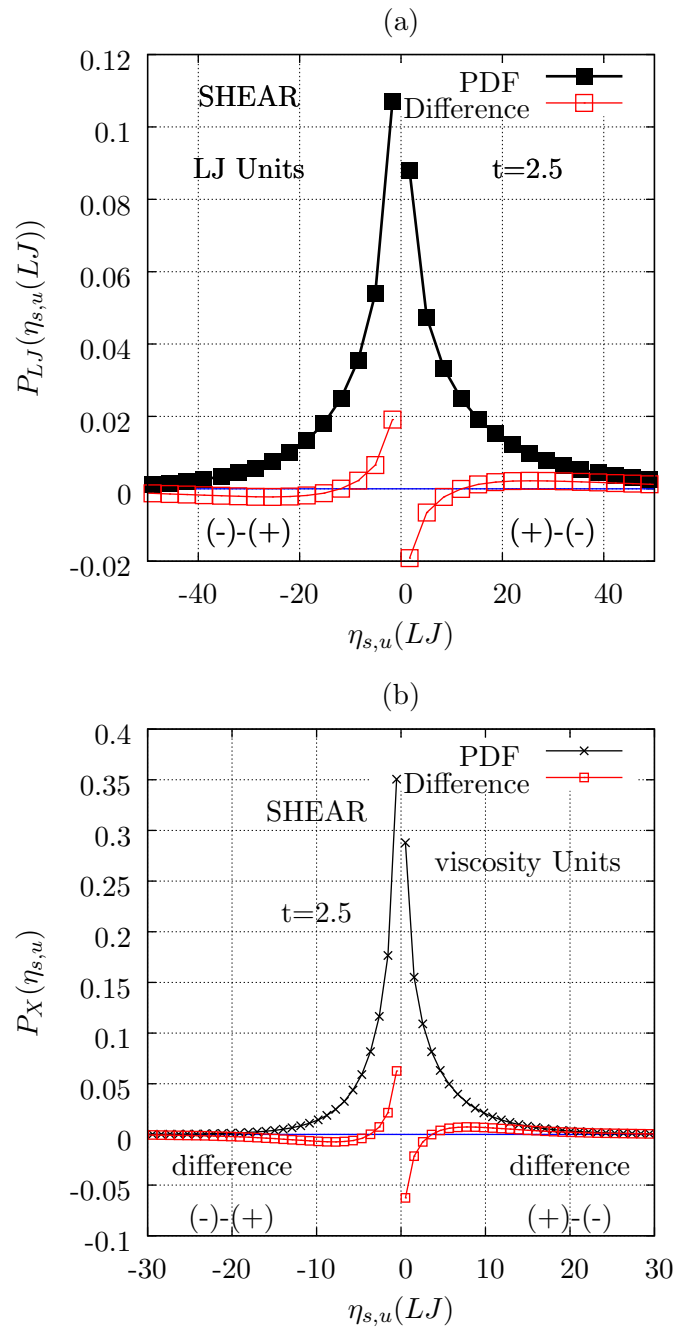 (a)
0.12
0.1
0.08
0.06
0.04
0.02
0
-0.02
P_{LJ}(η_{s,u}(LJ))
SHEAR
PDF
Difference
LJ Units
t=2.5
(-)-(+)
(+)-(-)
-40
-20
0
20
40
η_{s,u}(LJ)
(b)
0.4
0.35
0.3
0.25
0.2
0.15
0.1
0.05
0
-0.05
-0.1
P_X(η_{s,u})
PDF
Difference
SHEAR
viscosity Units
t=2.5
difference
difference
(-)-(+)
(+)-(-)
-30
-20
-10
0
10
20
30
η_{s,u}(LJ)